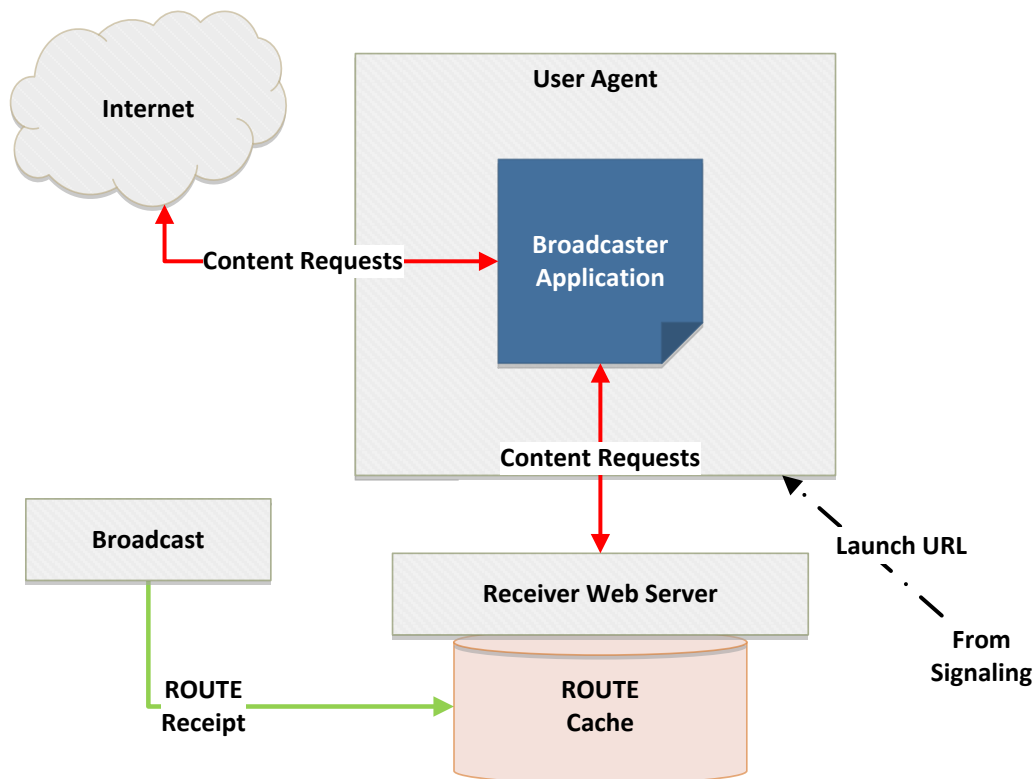 Internet
User Agent
Broadcaster
Application
Content Requests
Content Requests
Broadcast
Launch URL
Receiver Web Server
From
Signaling
ROUTE
Receipt
ROUTE
Cache